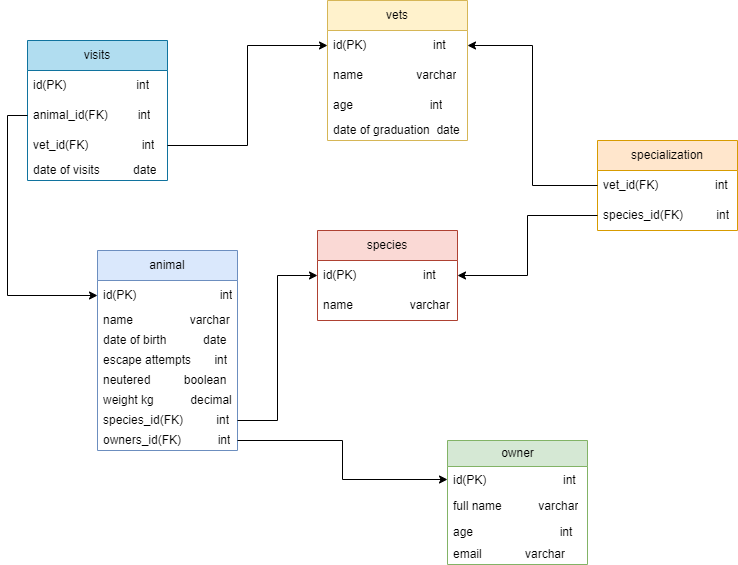 vets
id(PK) int
name varchar
age int
date of graduation date
visits
id(PK) int
animal_id(FK) int
vet_id(FK) int
date of visits date
specialization
vet_id(FK) int
species_id(FK) int
species
id(PK) int
name varchar
animal
id(PK) int
name varchar
date of birth date
escape attempts int
neutered boolean
weight kg decimal
species_id(FK) int
owners_id(FK) int
owner
id(PK) int
full name varchar
age int
email varchar